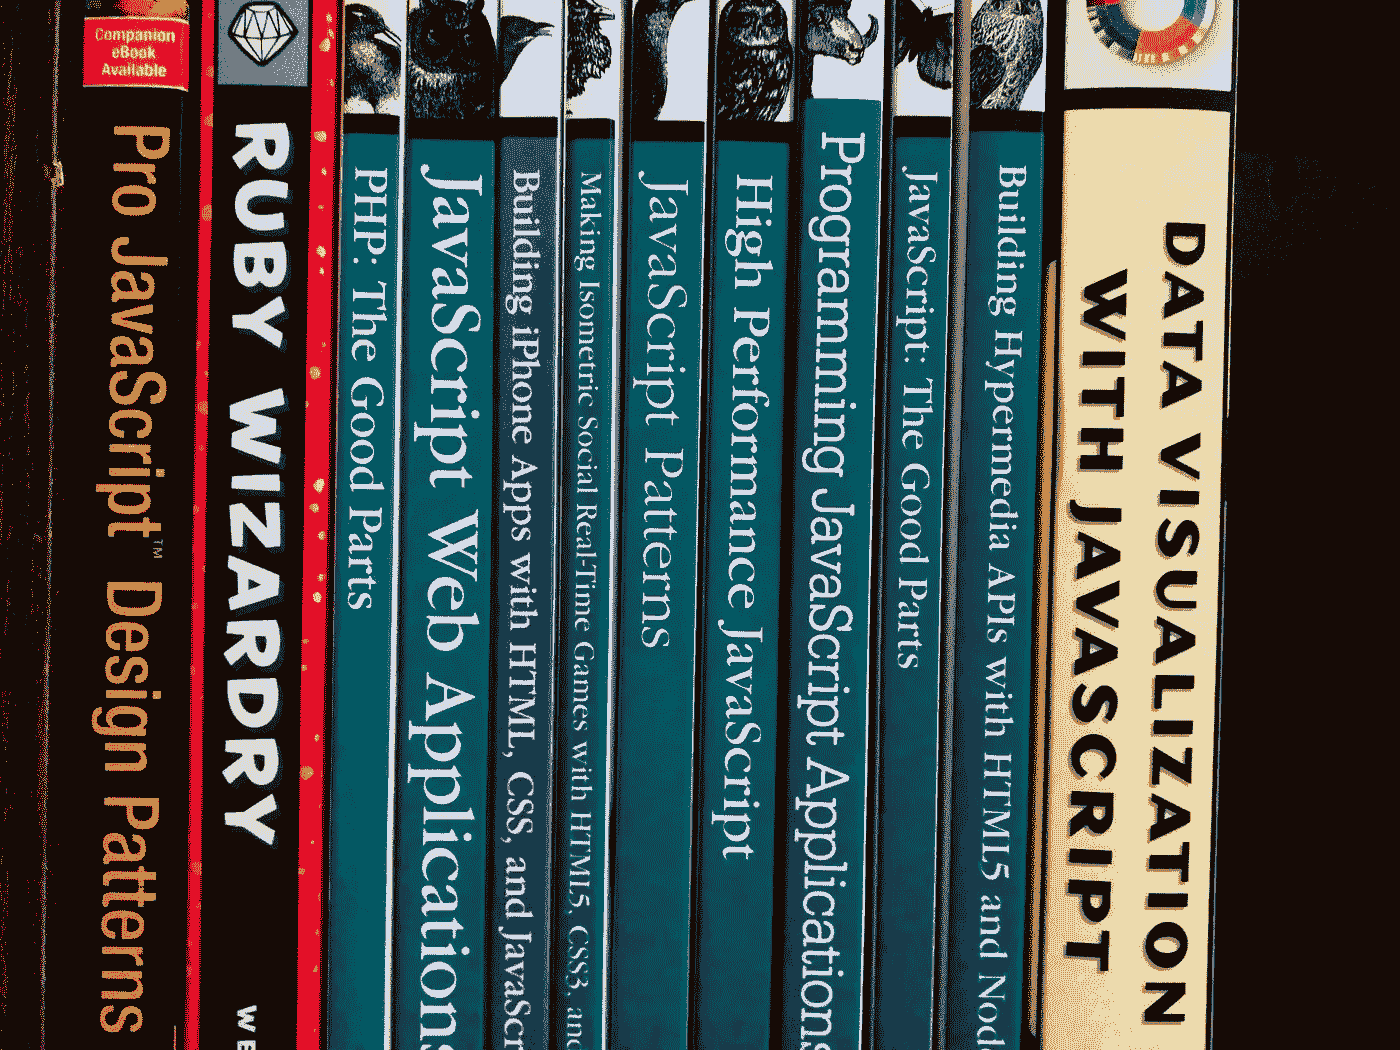 Companion
eBook
Available
Pro JavaScript™ Design Patterns
RUBY WIZARDRY
PHP: The Good Parts
JavaScript Web Applications
Building iPhone Apps with HTML, CSS, and JavaScr
Making Isometric Social Real-Time Games with HTML5, CSS3, and
JavaScript Patterns
High Performance JavaScript
Programming JavaScript Applications
JavaScript: The Good Parts
Building Hypermedia APIs with HTML5 and Node
DATA VISUALIZATION
WITH JAVASCRIPT